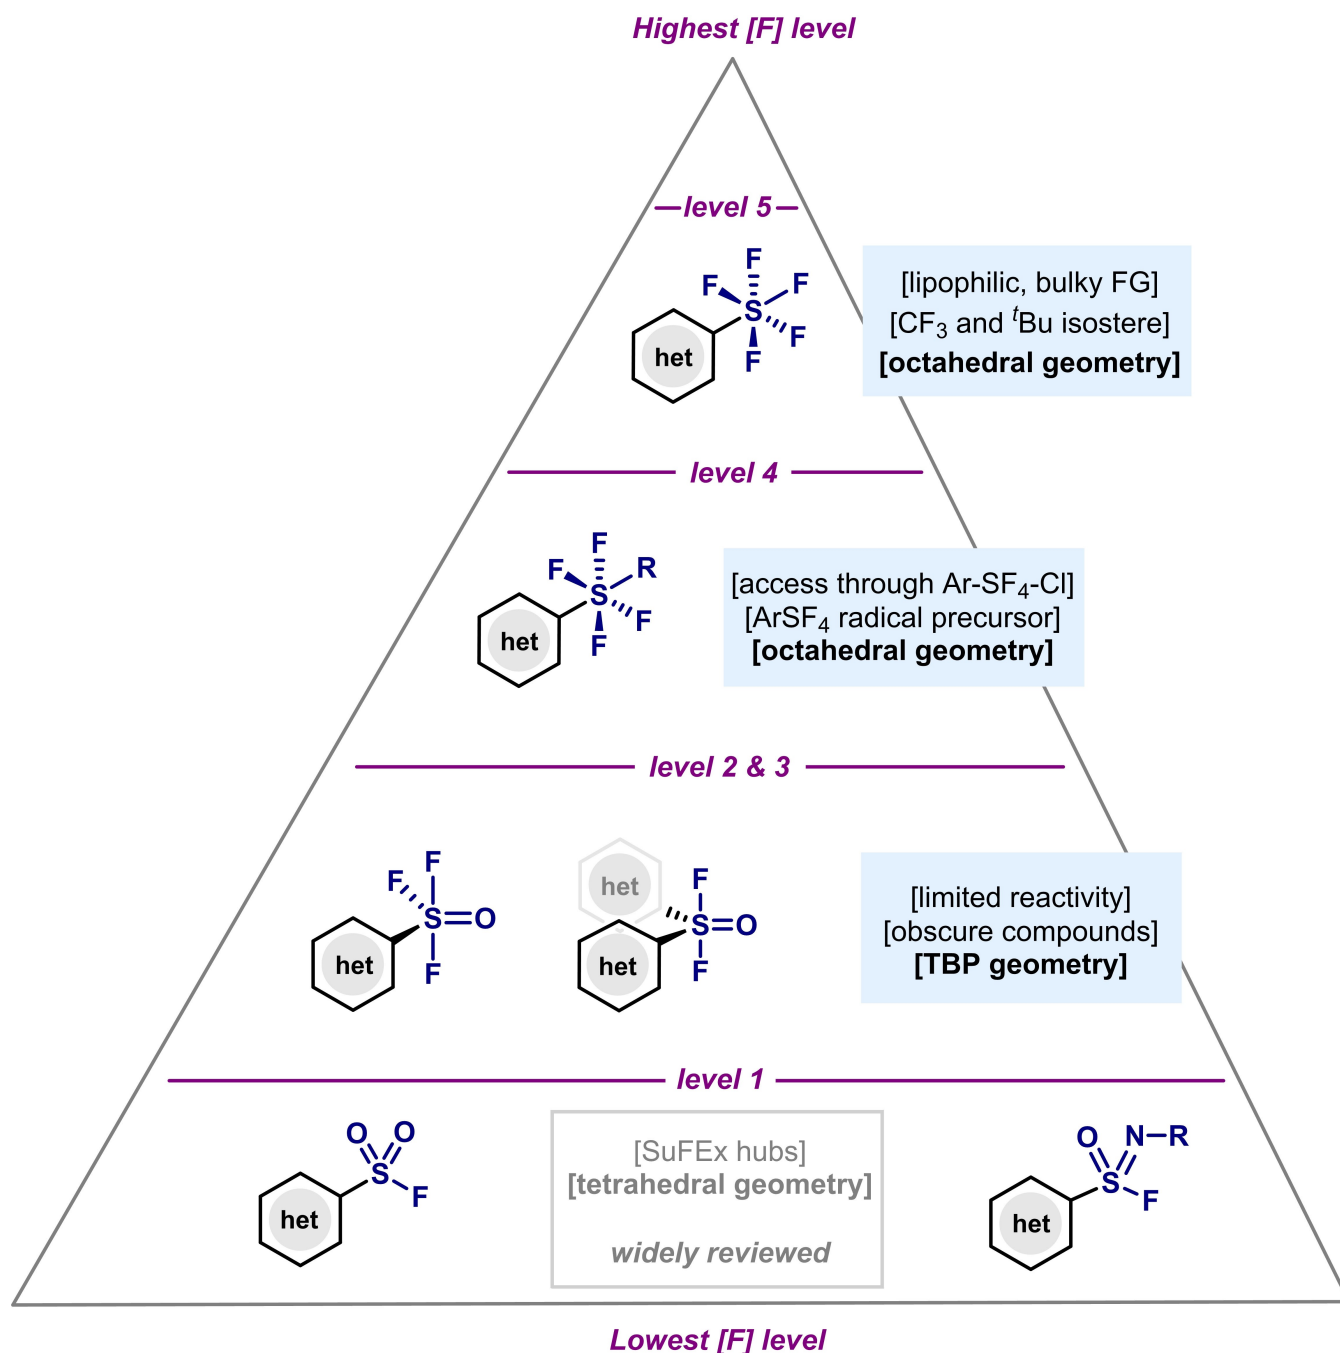 Highest [F] level
level 5
F
F
F
S
F
F
het
[lipophilic, bulky FG]
[CF3 and tBu isostere]
[octahedral geometry]
level 4
F
F
R
S
F
F
het
[access through Ar-SF4-Cl]
[ArSF4 radical precursor]
[octahedral geometry]
level 2 & 3
F
F
S=O
F
het
het
F
S=O
F
het
[limited reactivity]
[obscure compounds]
[TBP geometry]
level 1
O O
S
F
het
[SuFEx hubs]
[tetrahedral geometry]
widely reviewed
O N-R
S
F
het
Lowest [F] level